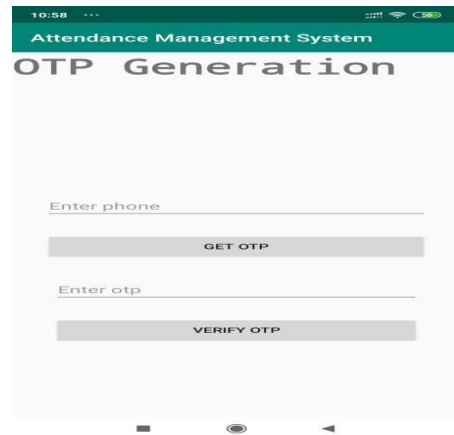 10:58 ...
Attendance Management System
OTP Generation
Enter phone
GET OTP
Enter otp
VERIFY OTP